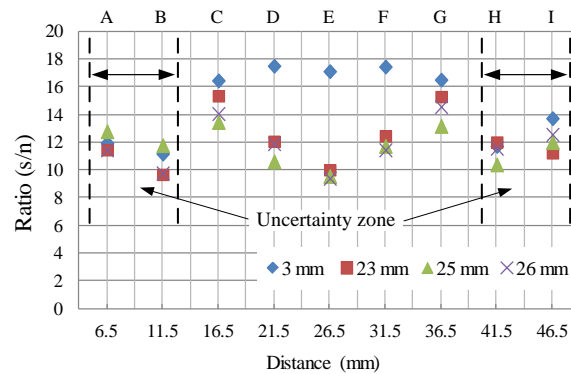 A B C D E F G H I
20
18
16
14
12
10
8
6
4
2
0
Ratio (s/n)
Uncertainty zone
3 mm 23 mm 25 mm 26 mm
6.5 11.5 16.5 21.5 26.5 31.5 36.5 41.5 46.5
Distance (mm)